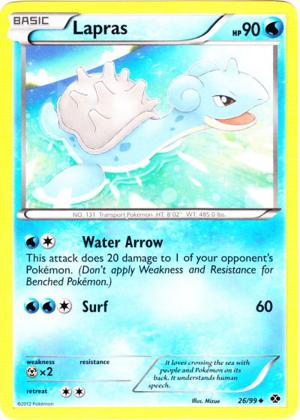 BASIC
Lapras
HP 90
NO. 131 Transport Pokémon HT: 8'02" WT: 485.0 lbs.
Water Arrow
This attack does 20 damage to 1 of your opponent's
Pokémon. (Don't apply Weakness and Resistance for
Benched Pokémon.)
Surf 60
weakness resistance
×2
retreat
It loves crossing the sea with
people and Pokémon on its
back. It understands human
speech.
©2012 Pokémon
Illus. Mizue
26/99